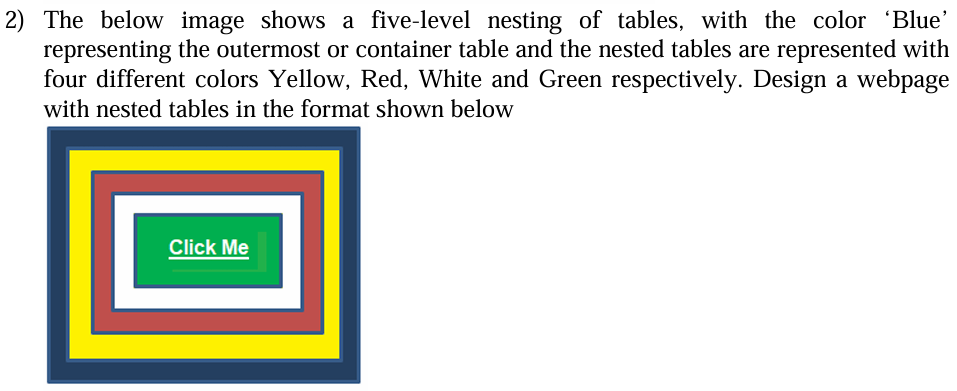 2) The below image shows a five-level nesting of tables, with the color ‘Blue’
representing the outermost or container table and the nested tables are represented with
four different colors Yellow, Red, White and Green respectively. Design a webpage
with nested tables in the format shown below
Click Me